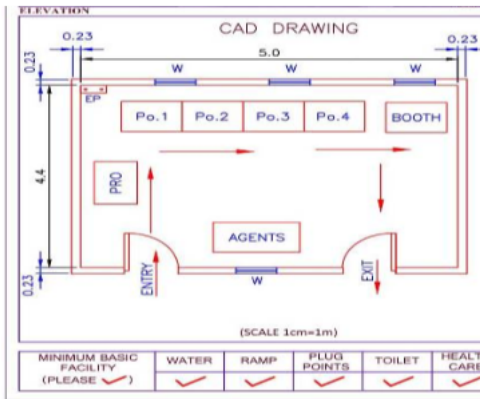 ELEVATION
CAD DRAWING
0.23
5.0
0.23
0.23
W
W
W
EP
Po.1
Po.2
Po.3
Po.4
BOOTH
4.4
PRO
AGENTS
0.23
ENTRY
W
EXIT
(SCALE 1cm=1m)
MINIMUM BASIC
FACILITY
(PLEASE ✓)
WATER
RAMP
PLUG
POINTS
TOILET
HEALT
CARE